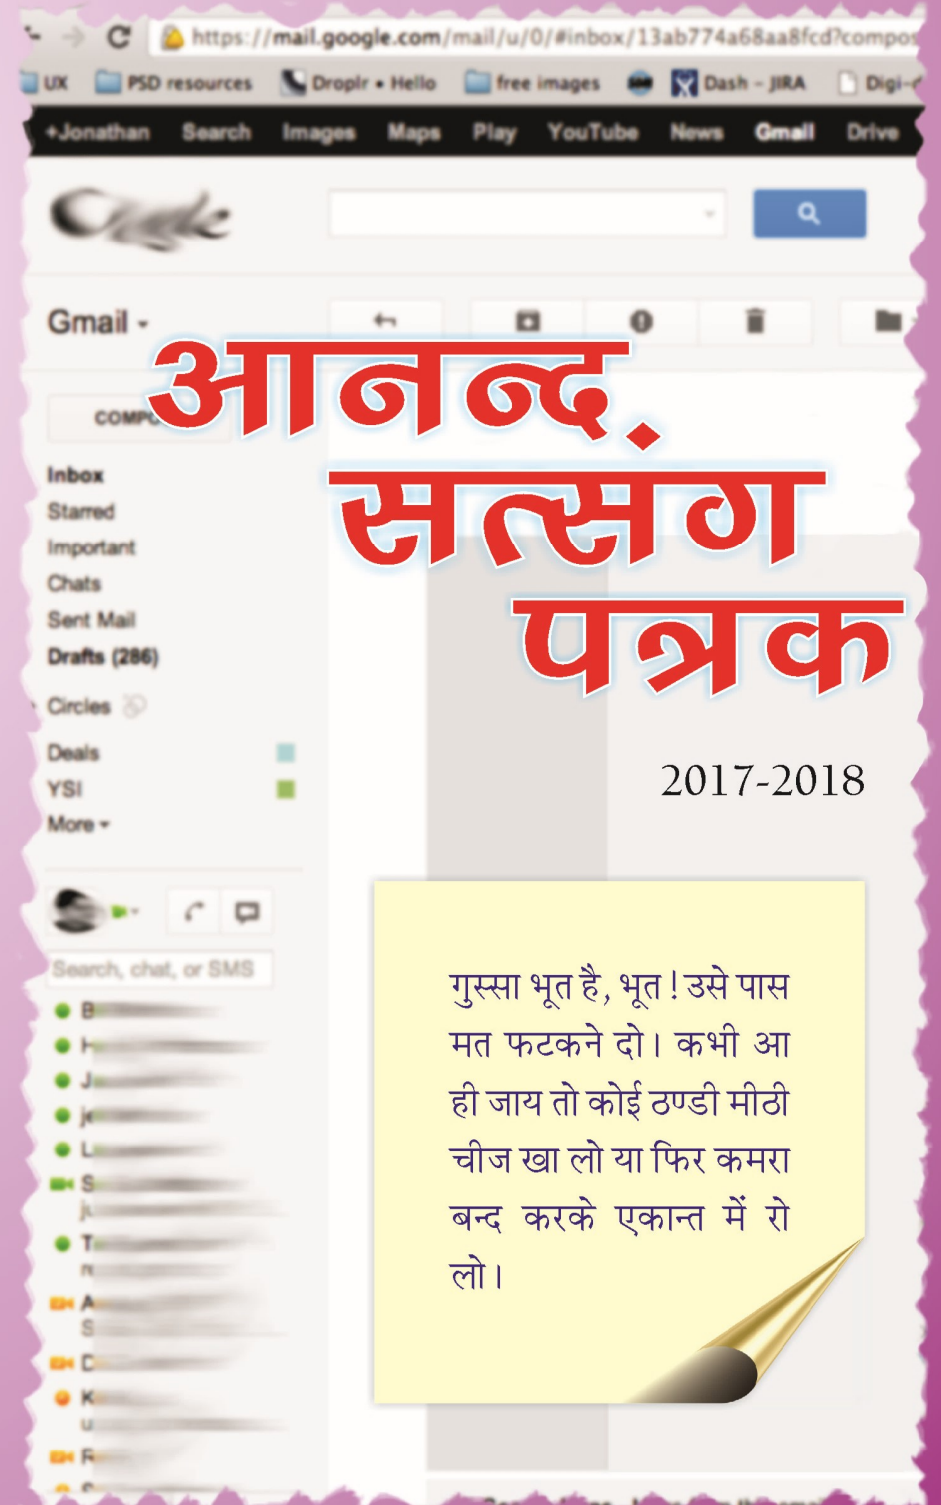 https://mail.google.com/mail/u/0/#inbox/13ab774a68aa8fcd?compos
UX PSD resources Droplr • Hello free images Dash – JIRA Digi-
+Jonathan Search Images Maps Play YouTube News Gmail Drive
Gmail
आनन्द
COMPO
सत्संग
पत्रक
Inbox
Starred
Important
Chats
Sent Mail
Drafts (286)
Circles
Deals
YSI
More
2017-2018
Search, chat, or SMS
गुस्सा भूत है, भूत ! उसे पास
मत फटकने दो। कभी आ
ही जाय तो कोई ठण्डी मीठी
चीज खा लो या फिर कमरा
बन्द करके एकान्त में रो
लो।